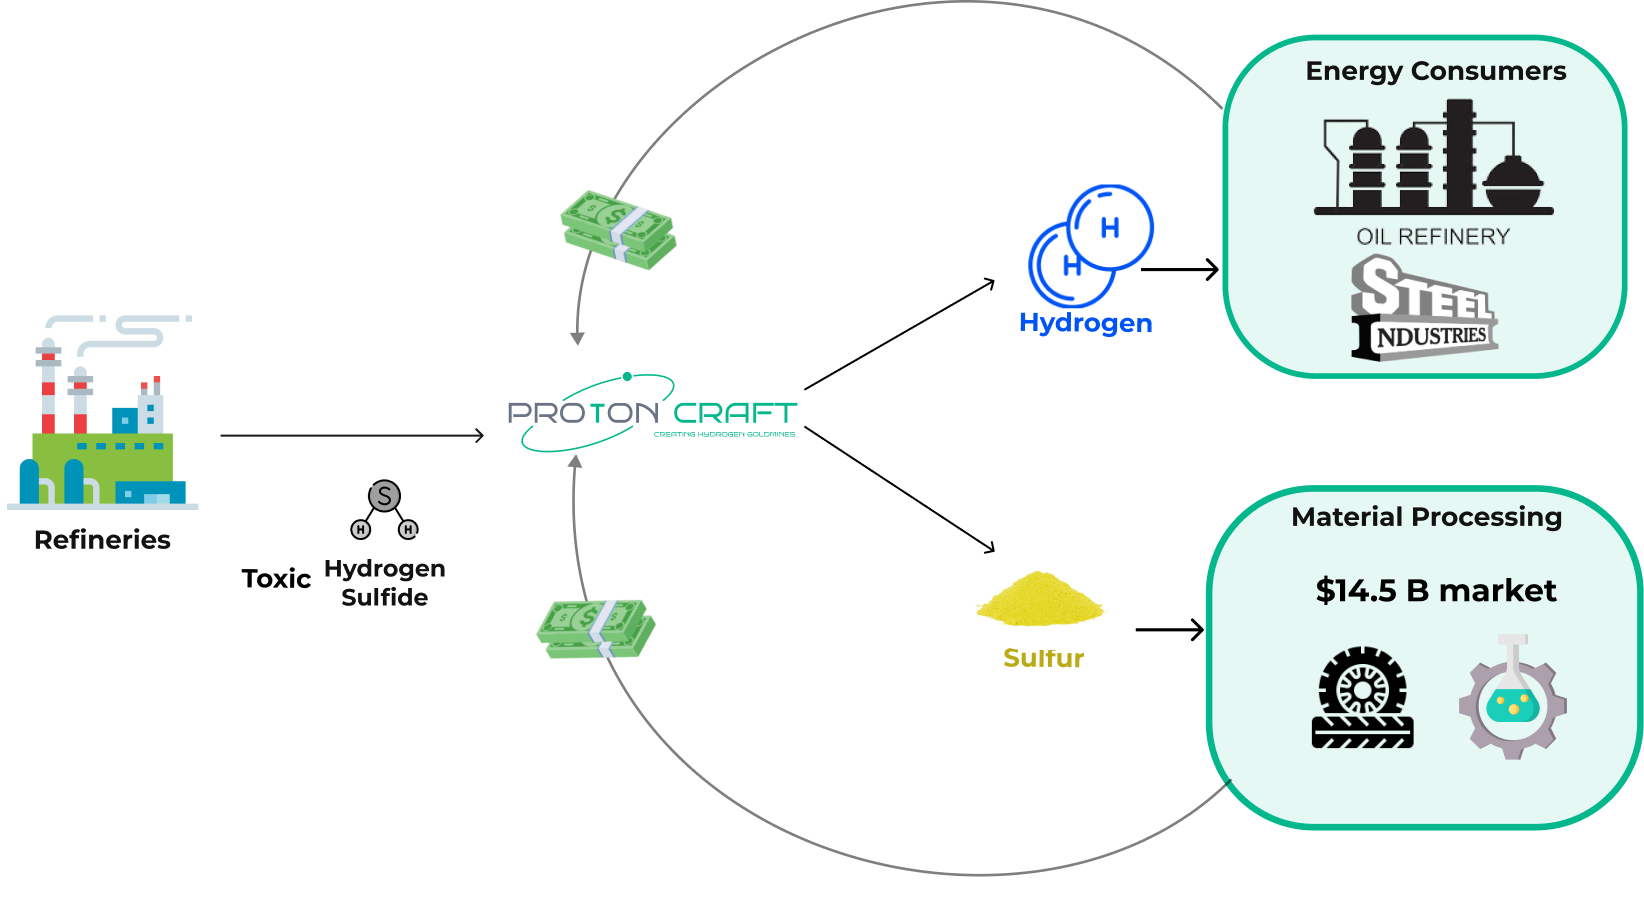 Energy Consumers
H
H
OIL REFINERY
Hydrogen
STEEL
INDUSTRIES
PROTON CRAFT
CREATING HYDROGEN GOLDMINES
Refineries
S
H H
Toxic
Hydrogen
Sulfide
Material Processing
$14.5 B market
Sulfur